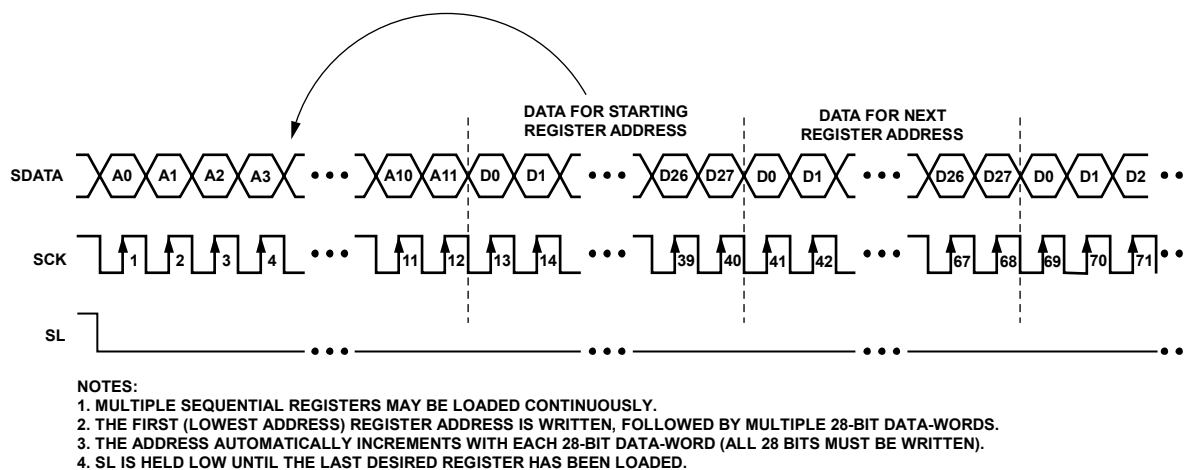 DATA FOR STARTING
REGISTER ADDRESS
DATA FOR NEXT
REGISTER ADDRESS
SDATA A0 A1 A2 A3 ••• A10 A11 D0 D1 ••• D26 D27 D0 D1 ••• D26 D27 D0 D1 D2 ••
SCK 1 2 3 4 ••• 11 12 13 14 ••• 39 40 41 42 ••• 67 68 69 70 71 ••
SL ••• ••• ••• ••
NOTES:
1. MULTIPLE SEQUENTIAL REGISTERS MAY BE LOADED CONTINUOUSLY.
2. THE FIRST (LOWEST ADDRESS) REGISTER ADDRESS IS WRITTEN, FOLLOWED BY MULTIPLE 28-BIT DATA-WORDS.
3. THE ADDRESS AUTOMATICALLY INCREMENTS WITH EACH 28-BIT DATA-WORD (ALL 28 BITS MUST BE WRITTEN).
4. SL IS HELD LOW UNTIL THE LAST DESIRED REGISTER HAS BEEN LOADED.